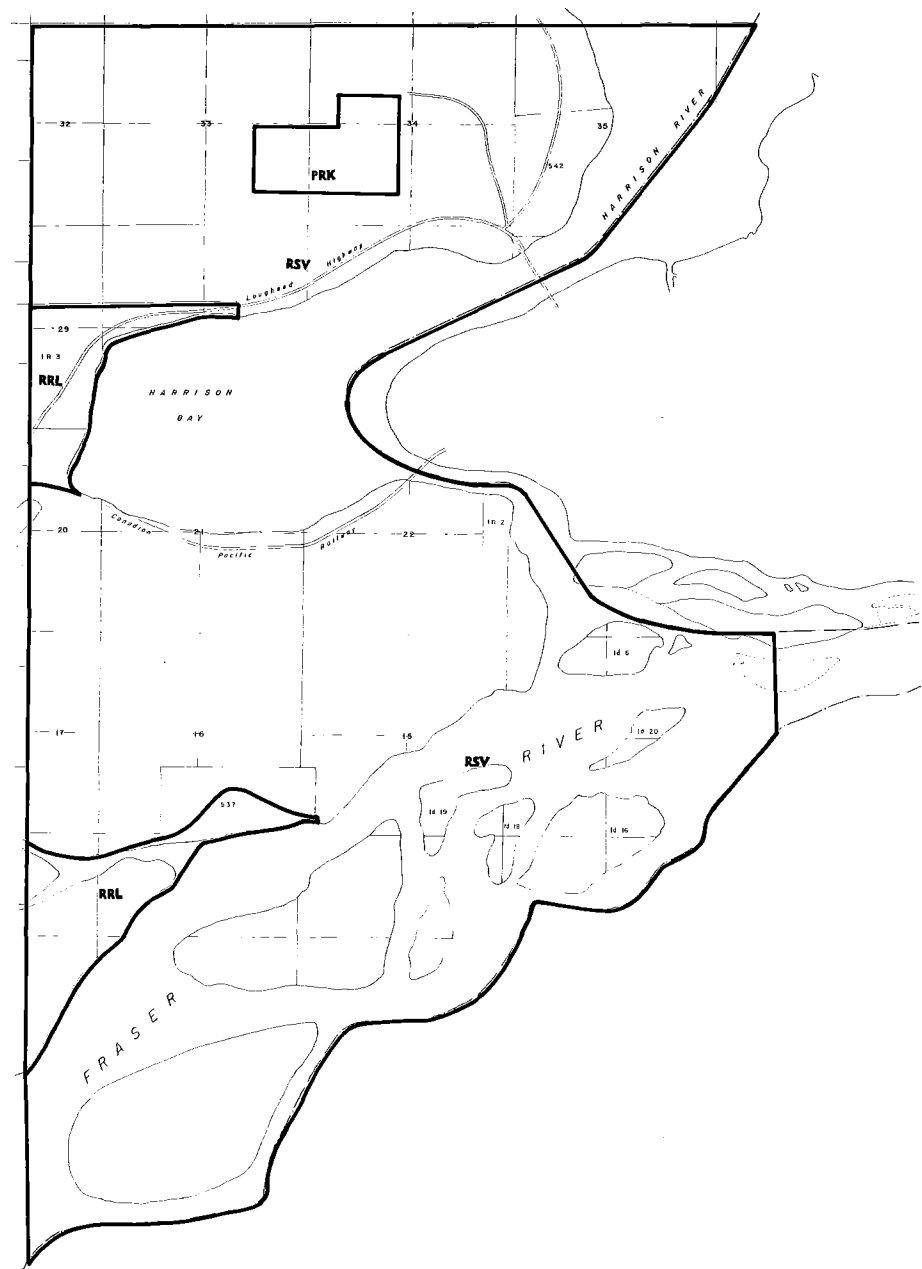 32
33
34
35
542
PRK
HARRISON RIVER
RSV
Lougheed Highway
29
IR 3
RRL
HARRISON
BAY
20
Canadian Pacific Railway
21
22
IR 2
Id 5
17
16
15
RSV
RIVER
Id 20
537
Id 19
Id 18
Id 16
RRL
FRASER